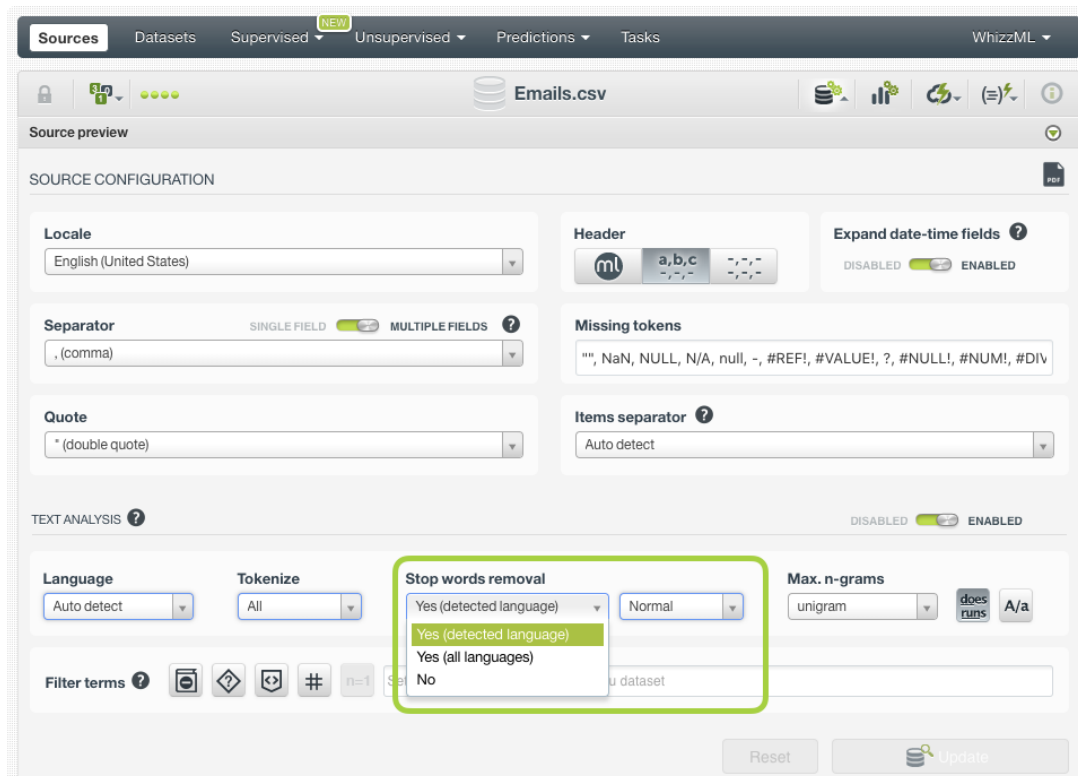 NEW
Sources Datasets Supervised Unsupervised Predictions Tasks WhizzML
Emails.csv
Source preview
SOURCE CONFIGURATION
PDF
Locale
English (United States)
Header
ml a,b,c -,-,- -,-,- -,-,-
Expand date-time fields ?
DISABLED ENABLED
Separator SINGLE FIELD MULTIPLE FIELDS ?
, (comma)
Missing tokens
"", NaN, NULL, N/A, null, -, #REF!, #VALUE!, ?, #NULL!, #NUM!, #DIV
Quote
" (double quote)
Items separator ?
Auto detect
TEXT ANALYSIS ? DISABLED ENABLED
Language Tokenize Stop words removal Max. n-grams
Auto detect All Yes (detected language) Normal unigram does runs A/a
Yes (detected language)
Yes (all languages)
No
Filter terms ? # n=1 dataset
Reset Update